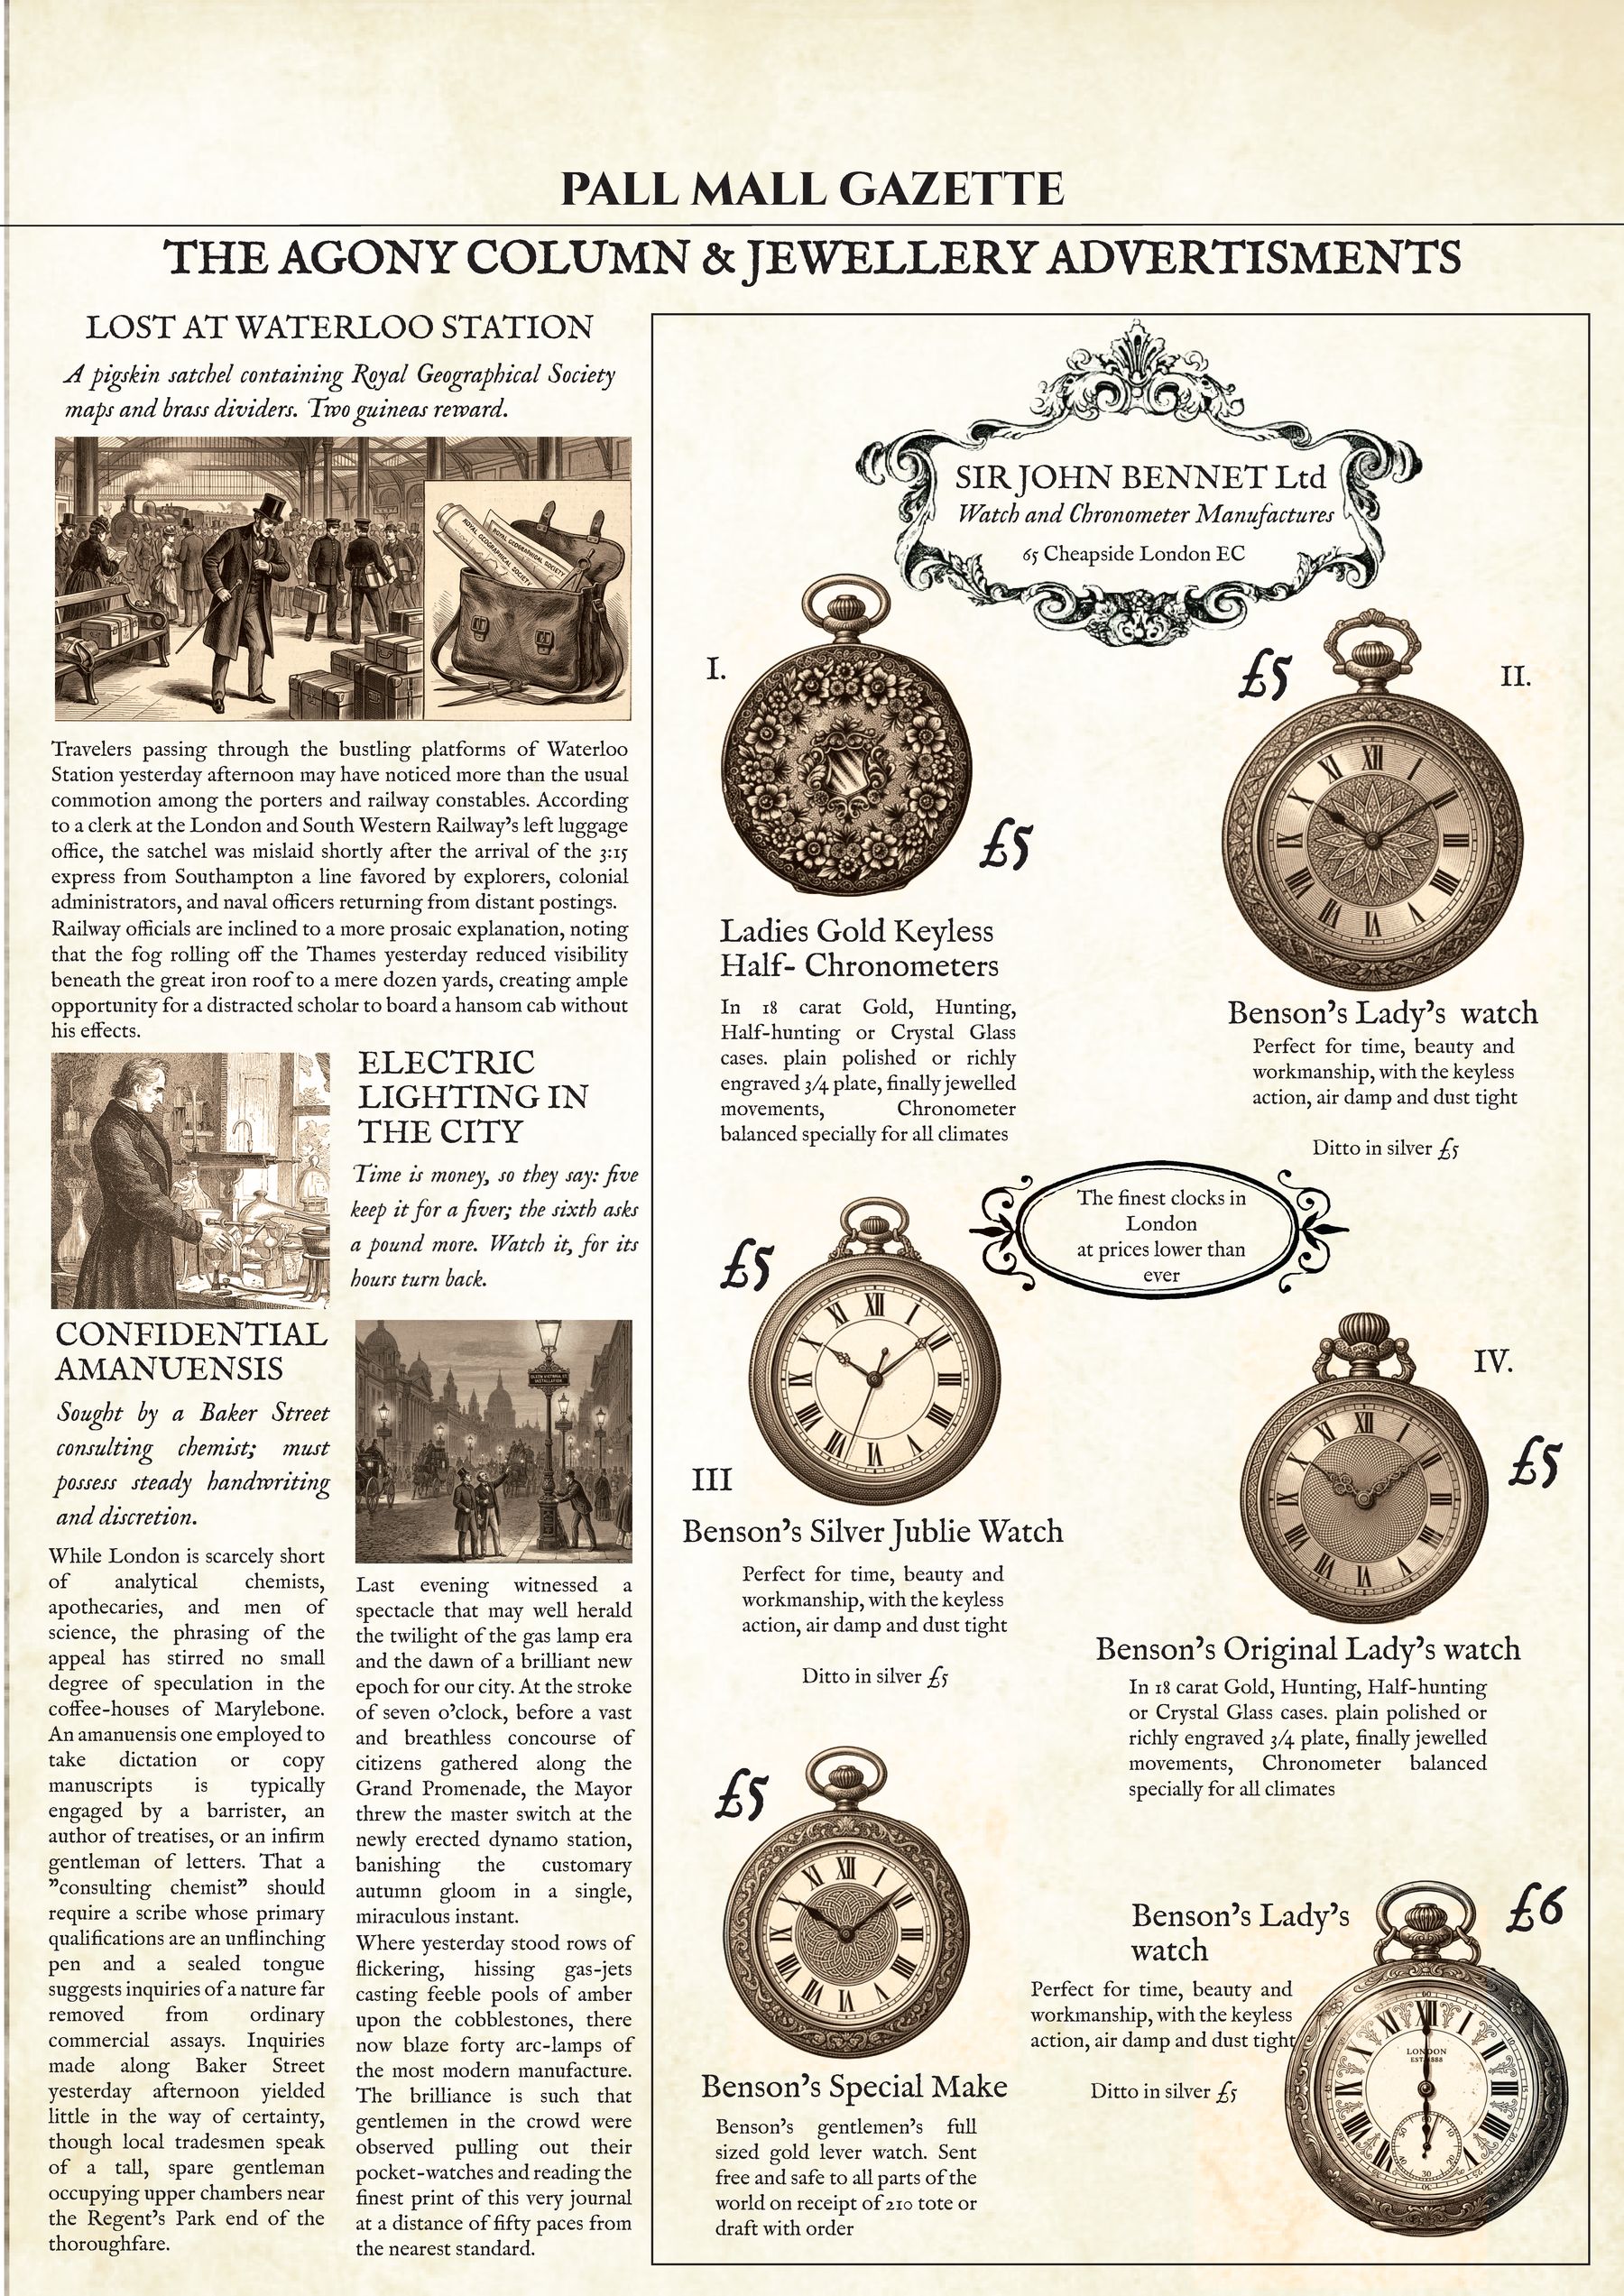 PALL MALL GAZETTE
THE AGONY COLUMN & JEWELLERY ADVERTISMENTS
LOST AT WATERLOO STATION
A pigskin satchel containing Royal Geographical Society
maps and brass dividers. Two guineas reward.
ROYAL GEOGRAPHICAL SOCIETY
ROYAL GEOGRAPHICAL SOCIETY
Travelers passing through the bustling platforms of Waterloo
Station yesterday afternoon may have noticed more than the usual
commotion among the porters and railway constables. According
to a clerk at the London and South Western Railway's left luggage
office, the satchel was mislaid shortly after the arrival of the 3:15
express from Southampton a line favored by explorers, colonial
administrators, and naval officers returning from distant postings.
Railway officials are inclined to a more prosaic explanation, noting
that the fog rolling off the Thames yesterday reduced visibility
beneath the great iron roof to a mere dozen yards, creating ample
opportunity for a distracted scholar to board a hansom cab without
his effects.
ELECTRIC
LIGHTING IN
THE CITY
Time is money, so they say: five
keep it for a fiver; the sixth asks
a pound more. Watch it, for its
hours turn back.
CONFIDENTIAL
AMANUENSIS
Sought by a Baker Street
consulting chemist; must
possess steady handwriting
and discretion.
While London is scarcely short
of analytical chemists,
apothecaries, and men of
science, the phrasing of the
appeal has stirred no small
degree of speculation in the
coffee-houses of Marylebone.
An amanuensis one employed to
take dictation or copy
manuscripts is typically
engaged by a barrister, an
author of treatises, or an infirm
gentleman of letters. That a
"consulting chemist" should
require a scribe whose primary
qualifications are an unflinching
pen and a sealed tongue
suggests inquiries of a nature far
removed from ordinary
commercial assays. Inquiries
made along Baker Street
yesterday afternoon yielded
little in the way of certainty,
though local tradesmen speak
of a tall, spare gentleman
occupying upper chambers near
the Regent's Park end of the
thoroughfare.
QUEEN VICTORIA ST
INSTALLATION
Last evening witnessed a
spectacle that may well herald
the twilight of the gas lamp era
and the dawn of a brilliant new
epoch for our city. At the stroke
of seven o'clock, before a vast
and breathless concourse of
citizens gathered along the
Grand Promenade, the Mayor
threw the master switch at the
newly erected dynamo station,
banishing the customary
autumn gloom in a single,
miraculous instant.
Where yesterday stood rows of
flickering, hissing gas-jets
casting feeble pools of amber
upon the cobblestones, there
now blaze forty arc-lamps of
the most modern manufacture.
The brilliance is such that
gentlemen in the crowd were
observed pulling out their
pocket-watches and reading the
finest print of this very journal
at a distance of fifty paces from
the nearest standard.
SIR JOHN BENNET Ltd
Watch and Chronometer Manufactures
65 Cheapside London EC
I.
£5
Ladies Gold Keyless
Half- Chronometers
In 18 carat Gold, Hunting,
Half-hunting or Crystal Glass
cases. plain polished or richly
engraved 3/4 plate, finally jewelled
movements, Chronometer
balanced specially for all climates
£5
II.
XII I II III IIII V VI VII VIII IX X XI
Benson's Lady's watch
Perfect for time, beauty and
workmanship, with the keyless
action, air damp and dust tight
Ditto in silver £5
The finest clocks in
London
at prices lower than
ever
£5
III
Benson's Silver Jublie Watch
Perfect for time, beauty and
workmanship, with the keyless
action, air damp and dust tight
Ditto in silver £5
IV.
£5
Benson's Original Lady's watch
In 18 carat Gold, Hunting, Half-hunting
or Crystal Glass cases. plain polished or
richly engraved 3/4 plate, finally jewelled
movements, Chronometer balanced
specially for all climates
£5
Benson's Special Make
Benson's gentlemen's full
sized gold lever watch. Sent
free and safe to all parts of the
world on receipt of 210 tote or
draft with order
£6
Benson's Lady's
watch
Perfect for time, beauty and
workmanship, with the keyless
action, air damp and dust tight
Ditto in silver £5
LONDON